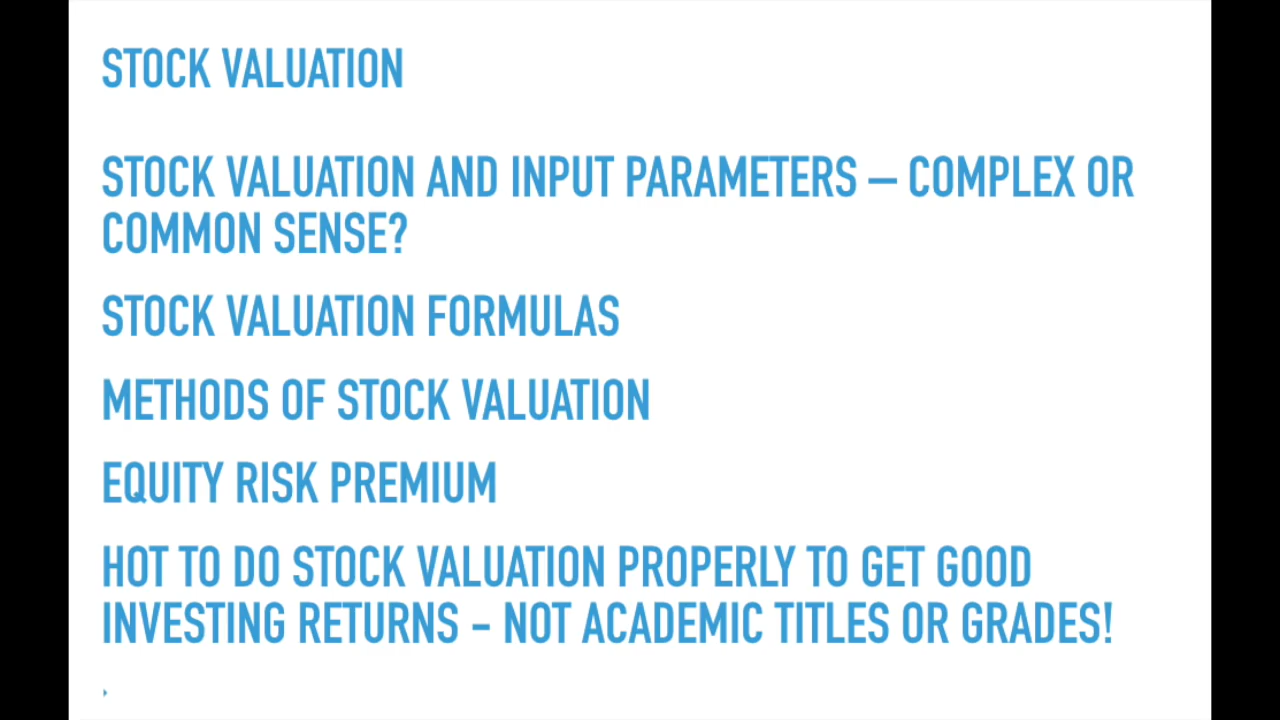 STOCK VALUATION
STOCK VALUATION AND INPUT PARAMETERS – COMPLEX OR
COMMON SENSE?
STOCK VALUATION FORMULAS
METHODS OF STOCK VALUATION
EQUITY RISK PREMIUM
HOT TO DO STOCK VALUATION PROPERLY TO GET GOOD
INVESTING RETURNS - NOT ACADEMIC TITLES OR GRADES!